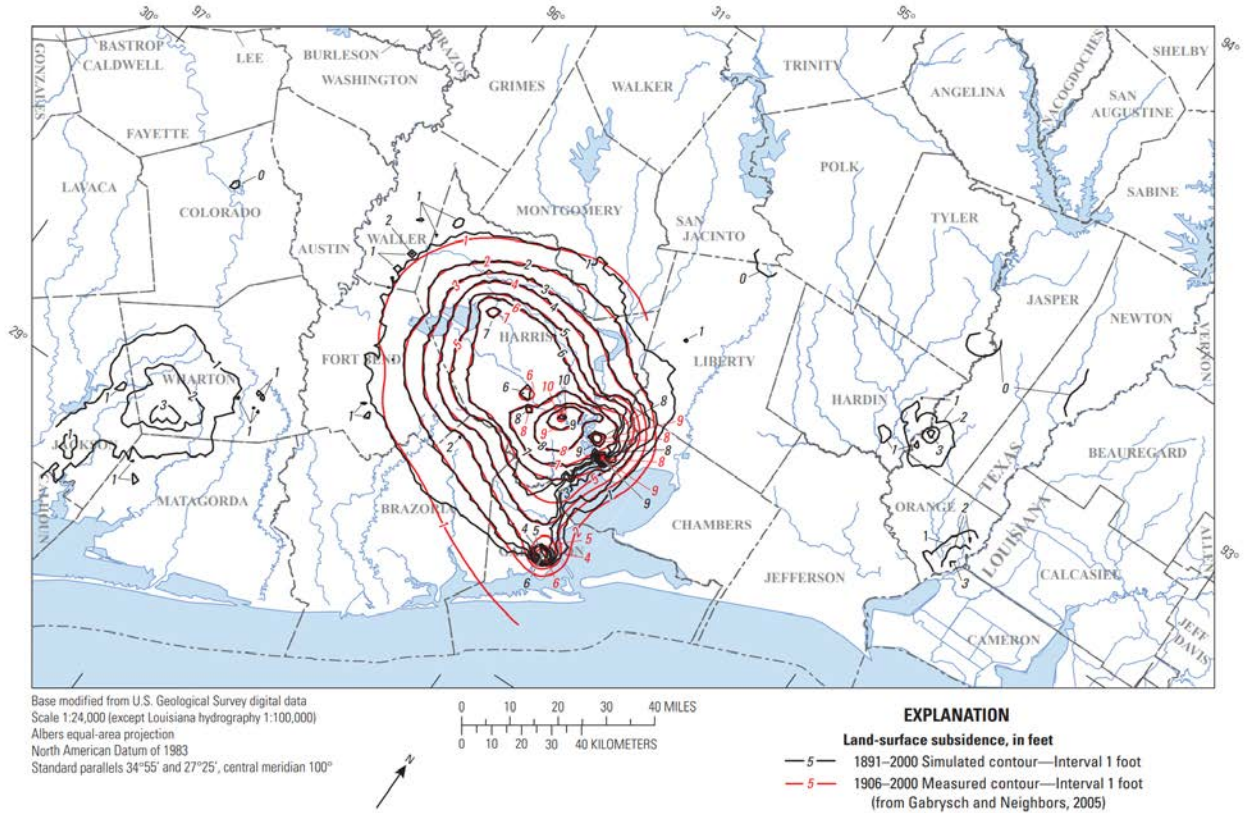 30° 97° 96° 31° 95° 94°
GONZALES
BASTROP
CALDWELL
LEE
BURLESON
WASHINGTON
BRAZOS
GRIMES
WALKER
TRINITY
ANGELINA
NACOGDOCHES
SHELBY
SAN
AUGUSTINE
FAYETTE
POLK
SABINE
LAVACA
COLORADO
AUSTIN
WALLER
MONTGOMERY
SAN
JACINTO
TYLER
JASPER
NEWTON
VERNON
29°
FORT BEND
HARRIS
LIBERTY
WHARTON
HARDIN
JACKSON
BEAUREGARD
CALHOUN
MATAGORDA
BRAZORIA
CHAMBERS
ORANGE
TEXAS
LOUISIANA
ALLEN
93°
JEFFERSON
CALCASIEU
CAMERON
JEFF
DAVIS
Base modified from U.S. Geological Survey digital data
Scale 1:24,000 (except Louisiana hydrography 1:100,000)
Albers equal-area projection
North American Datum of 1983
Standard parallels 34°55' and 27°25', central meridian 100°
N
0 10 20 30 40 MILES
0 10 20 30 40 KILOMETERS
EXPLANATION
Land-surface subsidence, in feet
5 1891–2000 Simulated contour—Interval 1 foot
5 1906–2000 Measured contour—Interval 1 foot
(from Gabrysch and Neighbors, 2005)